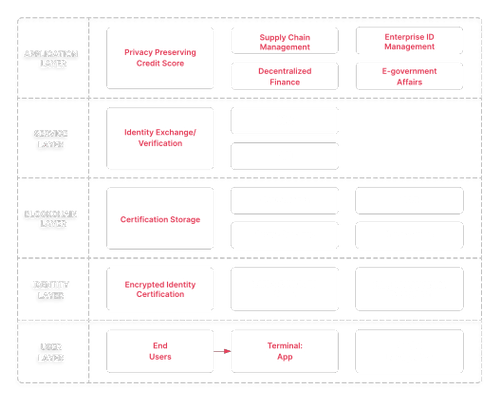 APPLICATION
LAYER
Privacy Preserving
Credit Score
Supply Chain
Management
Enterprise ID
Management
Decentralized
Finance
E-government
Affairs
SERVICE
LAYER
Identity Exchange/
Verification
BLOCKCHAIN
LAYER
Certification Storage
IDENTITY
LAYER
Encrypted Identity
Certification
USER
LAYER
End
Users
Terminal:
App